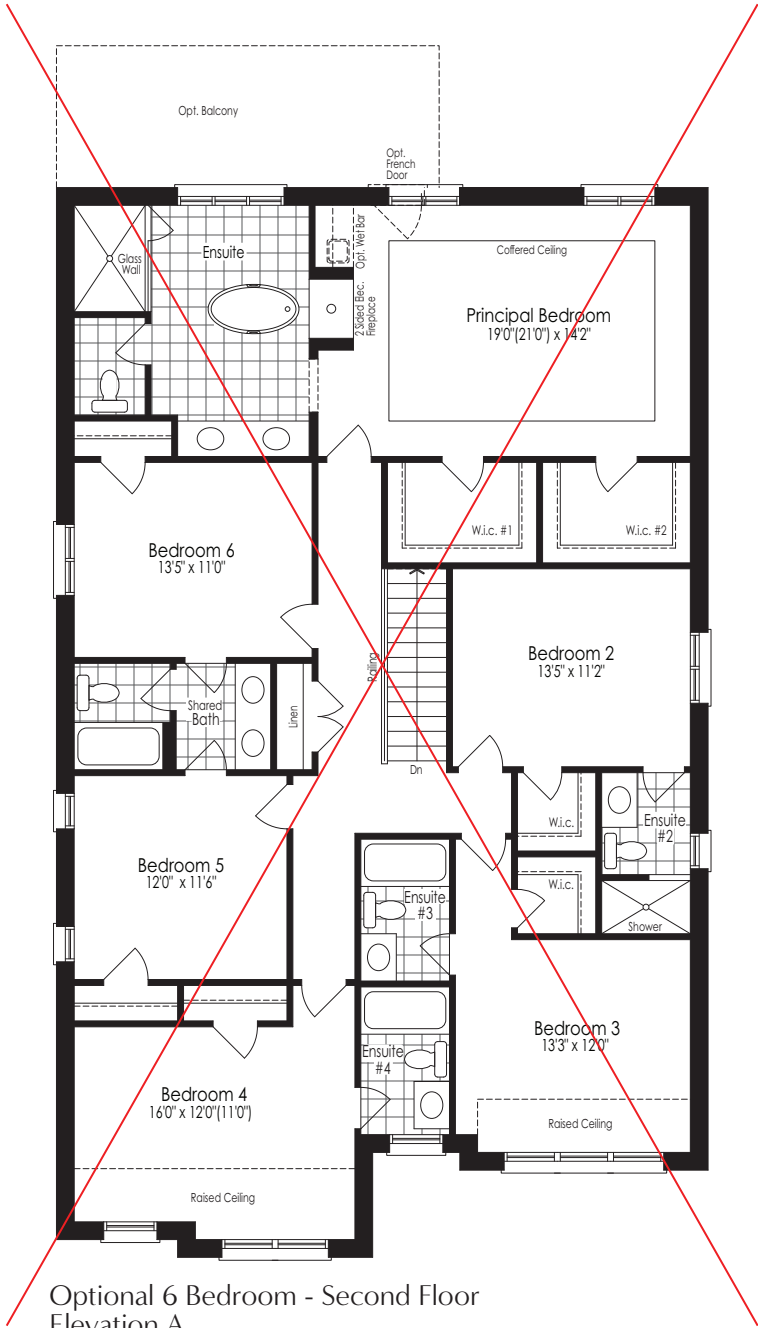 Opt. Balcony
Opt.
French
Door
Glass
Wall
Ensuite
Opt. Wet Bar
Coffered Ceiling
2 Sided Elec.
Fireplace
Principal Bedroom
19'0"(21'0") x 14'2"
W.i.c. #1
W.i.c. #2
Bedroom 6
13'5" x 11'0"
Bedroom 2
13'5" x 11'2"
Railing
Shared
Bath
Linen
Dn
W.i.c.
Ensuite
#2
Bedroom 5
12'0" x 11'6"
W.i.c.
Ensuite
#3
Shower
Bedroom 3
13'3" x 12'0"
Ensuite
#4
Bedroom 4
16'0" x 12'0"(11'0")
Raised Ceiling
Raised Ceiling
Optional 6 Bedroom - Second Floor
Elevation A